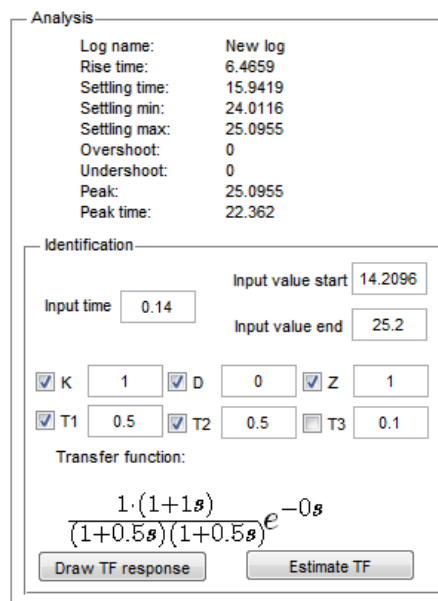 Analysis
Log name: New log
Rise time: 6.4659
Settling time: 15.9419
Settling min: 24.0116
Settling max: 25.0955
Overshoot: 0
Undershoot: 0
Peak: 25.0955
Peak time: 22.362
Identification
Input value start 14.2096
Input time 0.14
Input value end 25.2
K 1 D 0 Z 1
T1 0.5 T2 0.5 T3 0.1
Transfer function:
1·(1+1s)
(1+0.5s)(1+0.5s) e^−0s
Draw TF response Estimate TF